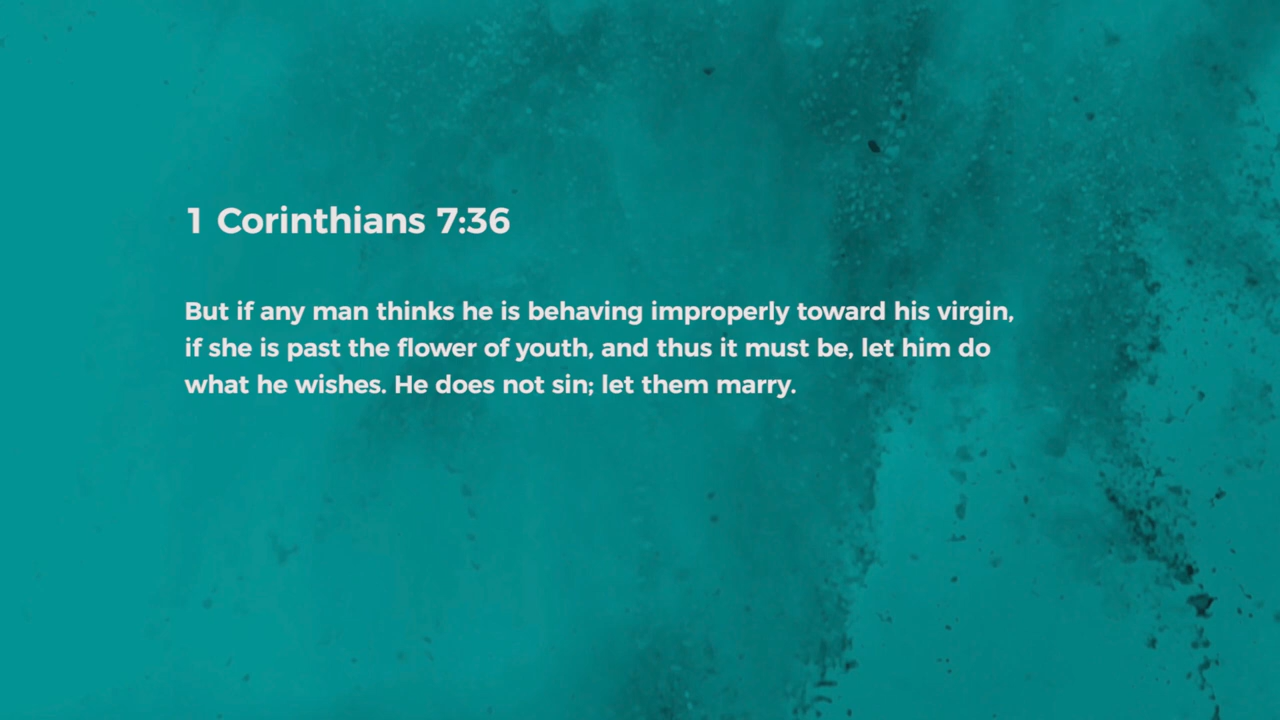 1 Corinthians 7:36
But if any man thinks he is behaving improperly toward his virgin,
if she is past the flower of youth, and thus it must be, let him do
what he wishes. He does not sin; let them marry.